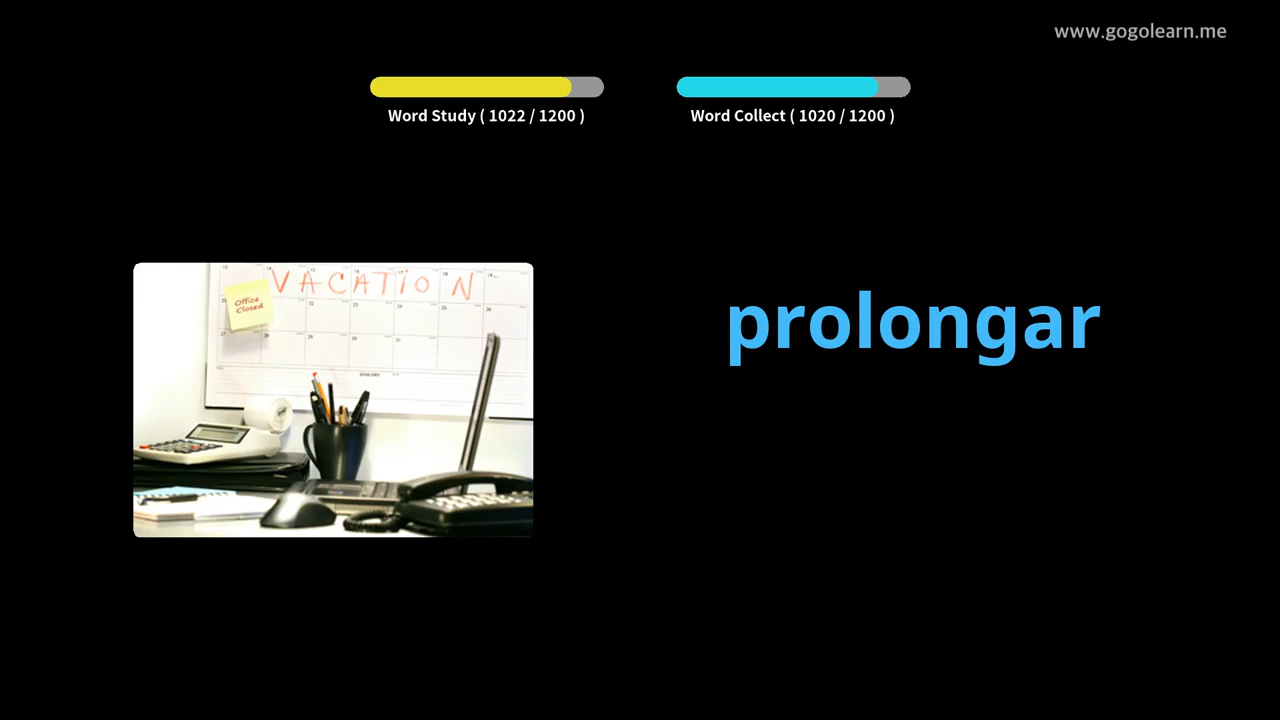 www.gogolearn.me
Word Study ( 1022 / 1200 )
Word Collect ( 1020 / 1200 )
VACATION
Office
Closed
prolongar